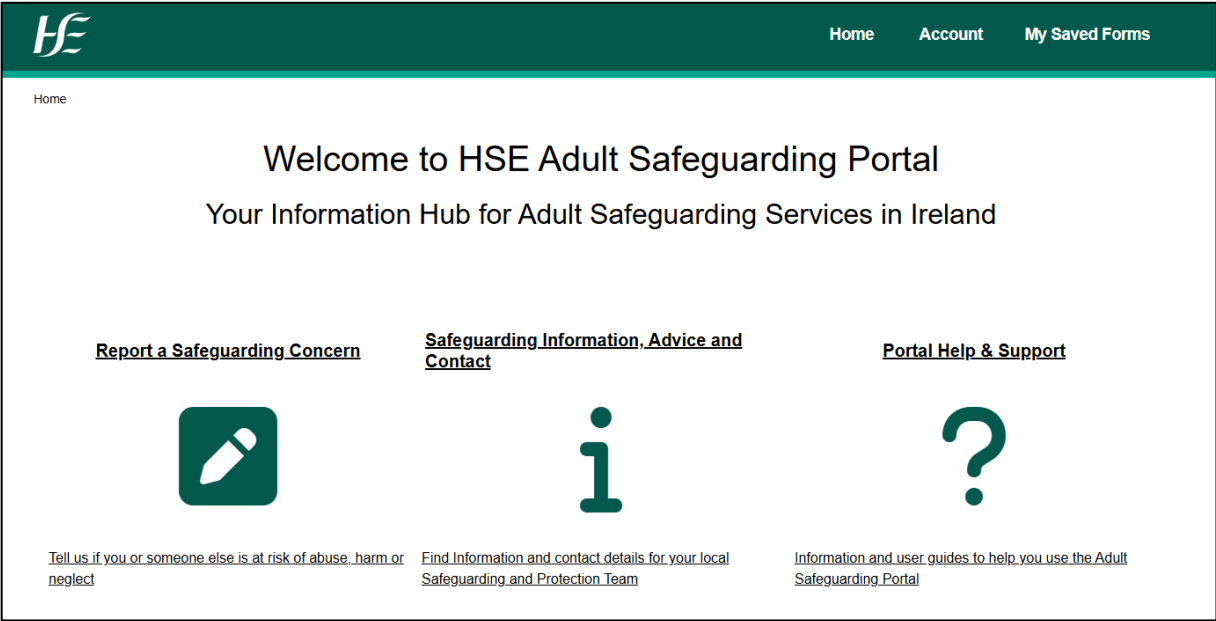 HSE
Home Account My Saved Forms
Home
Welcome to HSE Adult Safeguarding Portal
Your Information Hub for Adult Safeguarding Services in Ireland
Report a Safeguarding Concern
Safeguarding Information, Advice and
Contact
Portal Help & Support
Tell us if you or someone else is at risk of abuse, harm or
neglect
Find Information and contact details for your local
Safeguarding and Protection Team
Information and user guides to help you use the Adult
Safeguarding Portal